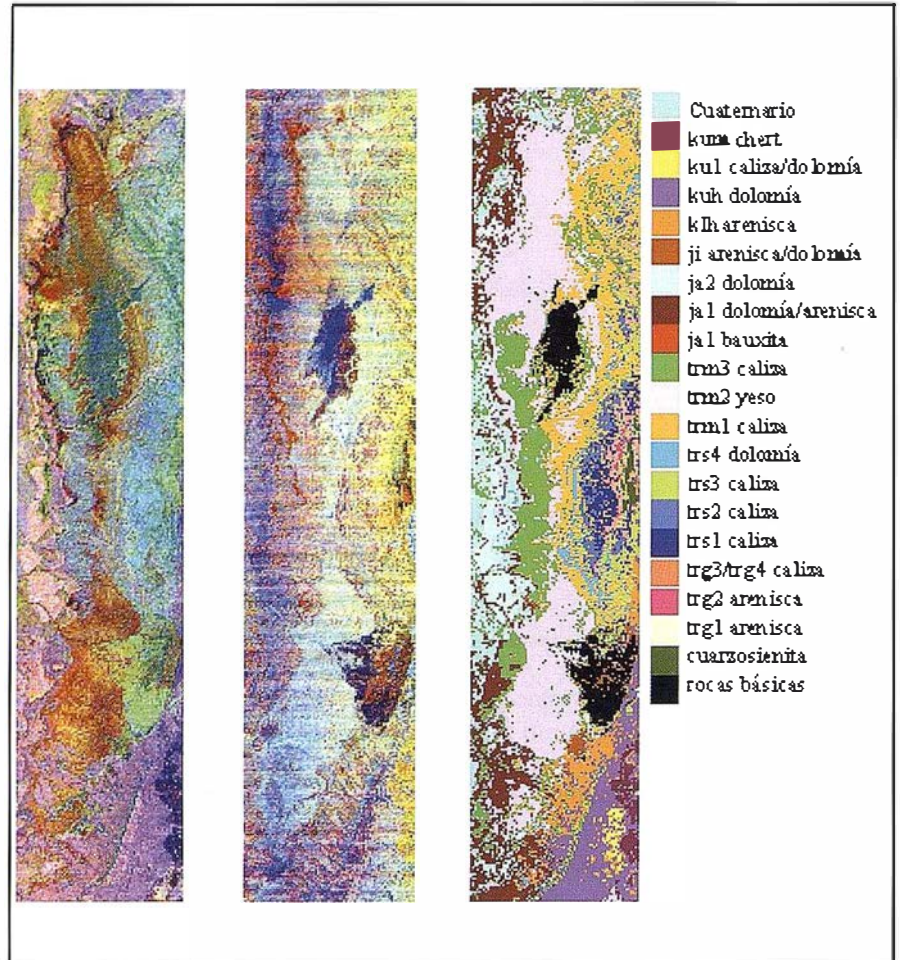 Cuaternario
kum chert
ku1 caliza/dolomía
kuh dolomía
klh arenisca
ji arenisca/dolomía
ja2 dolomía
ja1 dolomía/arenisca
ja1 bauxita
trm3 caliza
trm2 yeso
trm1 caliza
trs4 dolomía
trs3 caliza
trs2 caliza
trs1 caliza
trg3/trg4 caliza
trg2 arenisca
trg1 arenisca
cuarzosienita
rocas básicas